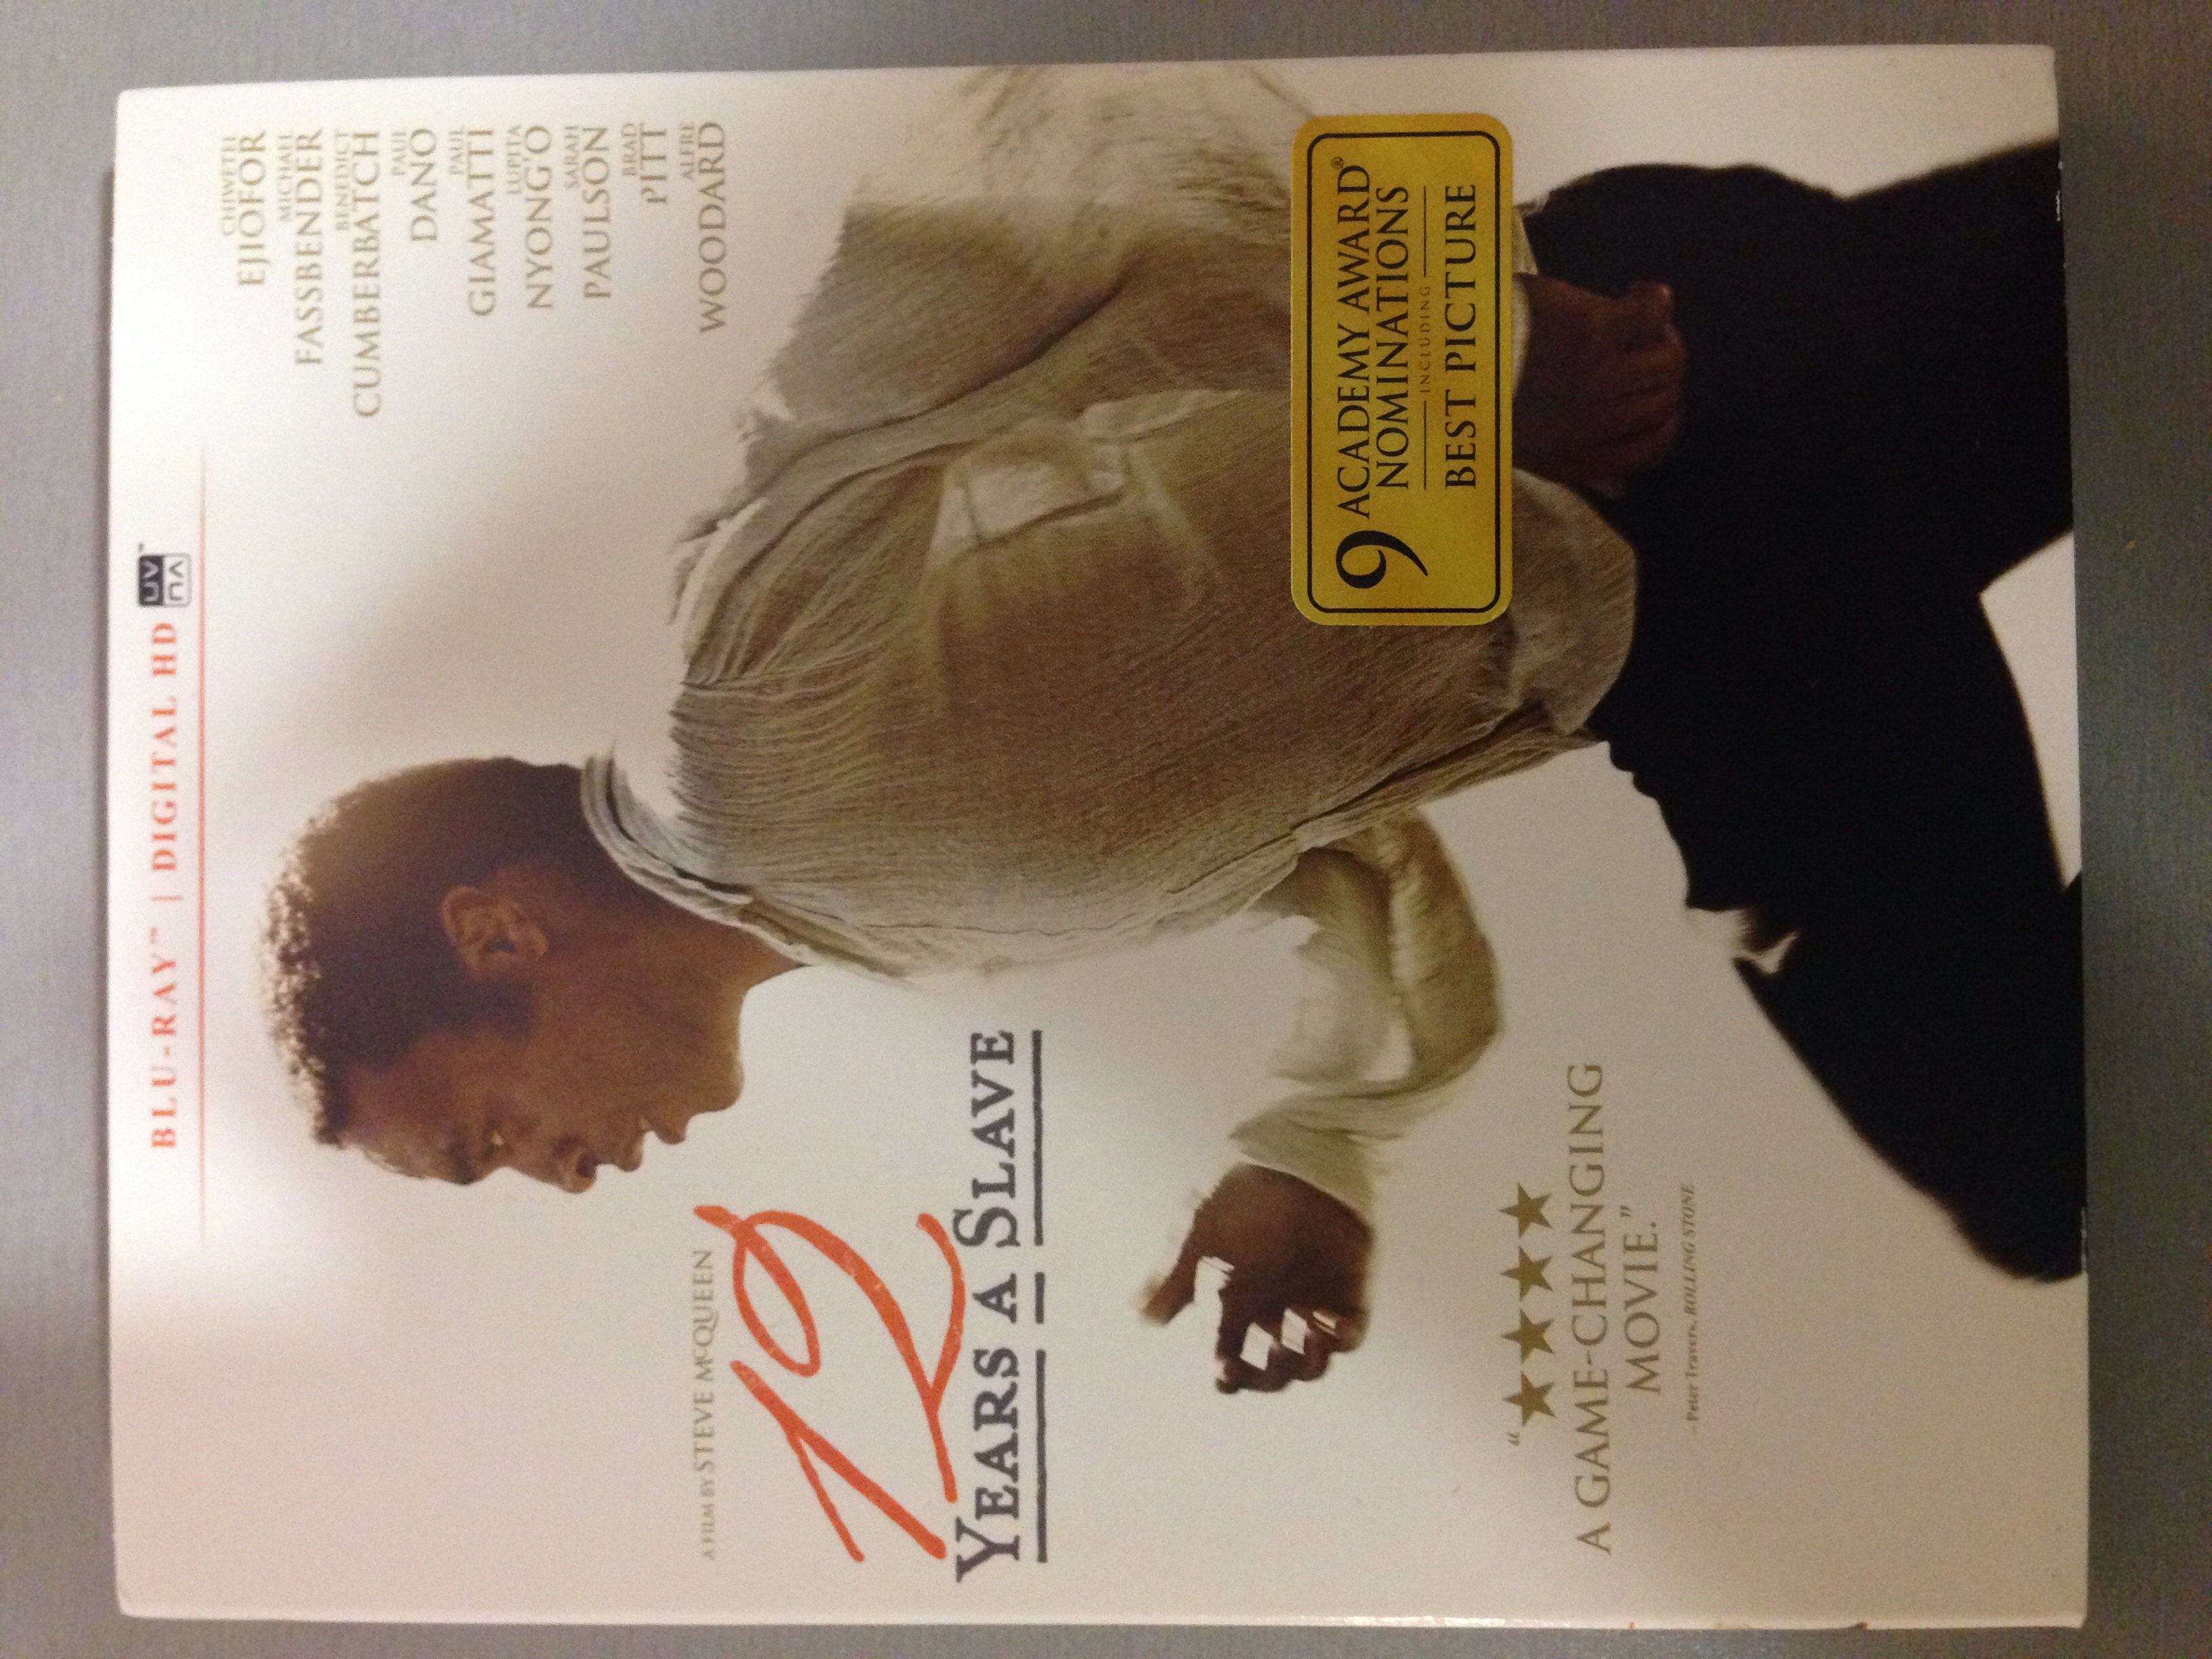 BLU-RAY™ | DIGITAL HD UV™
CHIWETEL
EJIOFOR
MICHAEL
FASSBENDER
BENEDICT
CUMBERBATCH
PAUL
DANO
PAUL
GIAMATTI
LUPITA
NYONG'O
SARAH
PAULSON
BRAD
PITT
ALFRE
WOODARD
A FILM BY STEVE McQUEEN
12
YEARS A SLAVE
9 ACADEMY AWARD®
NOMINATIONS
INCLUDING
BEST PICTURE
"★★★★
A GAME-CHANGING
MOVIE."
-Peter Travers, ROLLING STONE